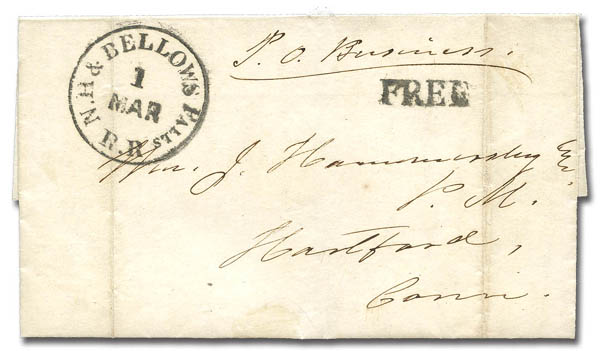 N.H & BELLOWS FALLS R.R
1
MAR
P. O. Business.
FREE
Wm. J. Hammersley Esq.
P. M.
Hartford,
Conn.